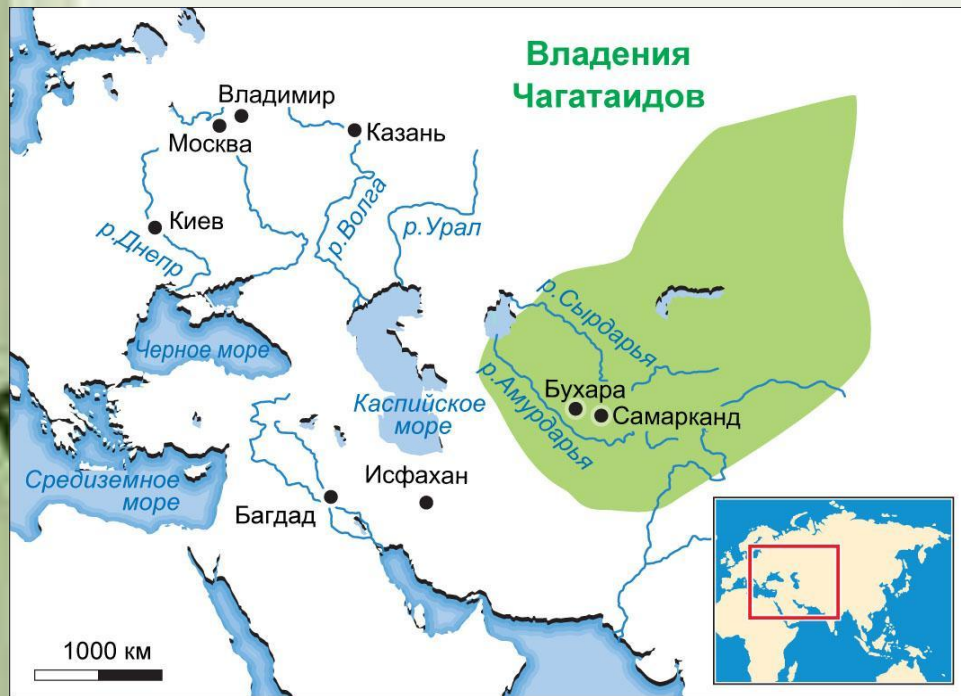 Владения
Чагатаидов
Владимир
Москва
Казань
Киев
р.Днепр
р.Волга
р.Урал
Черное море
р.Сырдарья
р.Амурдарья
Бухара
Самарканд
Каспийское
море
Исфахан
Средиземное
море
Багдад
1000 км